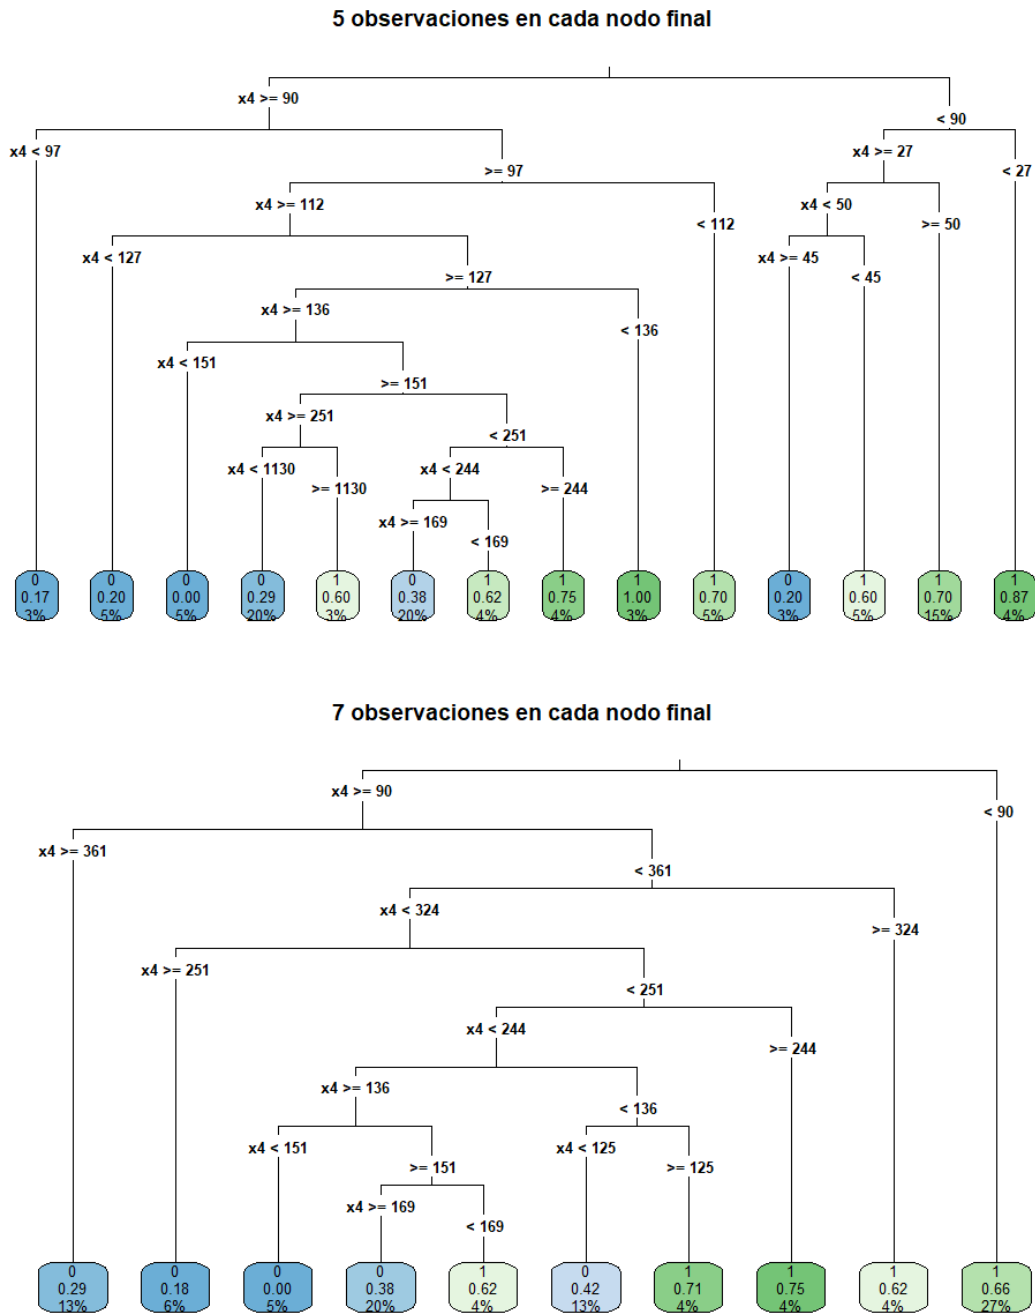 5 observaciones en cada nodo final
x4 >= 90
< 90
x4 < 97
>= 97
x4 >= 27
< 27
x4 >= 112
< 112
x4 < 50
>= 50
x4 < 127
>= 127
x4 >= 45
< 45
x4 >= 136
< 136
x4 < 151
>= 151
x4 >= 251
< 251
x4 < 1130
>= 1130
x4 < 244
>= 244
x4 >= 169
< 169
0 0 0 0 1 0 1 1 1 1 0 1 1 1
0.17 0.20 0.00 0.29 0.60 0.38 0.62 0.75 1.00 0.70 0.20 0.60 0.70 0.87
3% 5% 5% 20% 3% 20% 4% 4% 3% 5% 3% 5% 15% 4%
7 observaciones en cada nodo final
x4 >= 90
< 90
x4 >= 361
< 361
x4 < 324
>= 324
x4 >= 251
< 251
x4 < 244
>= 244
x4 >= 136
< 136
x4 < 151
>= 151
x4 < 125
>= 125
x4 >= 169
< 169
0 0 0 0 1 0 1 1 1 1
0.29 0.18 0.00 0.38 0.62 0.42 0.71 0.75 0.62 0.66
13% 6% 5% 20% 4% 13% 4% 4% 4% 27%